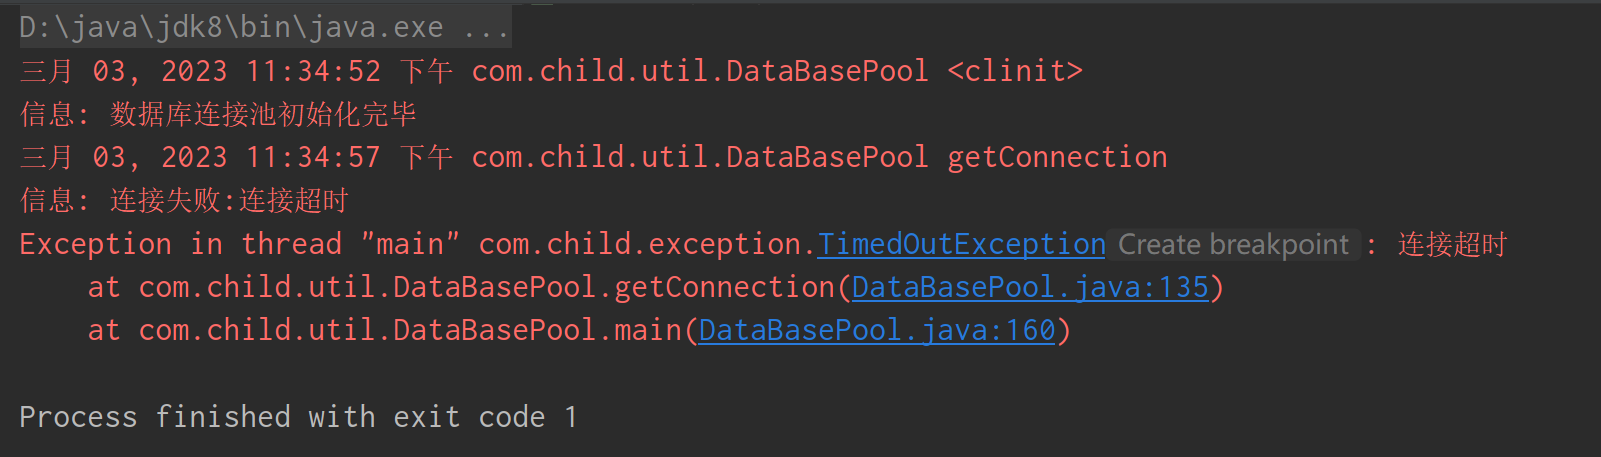 D:\java\jdk8\bin\java.exe ...
三月 03, 2023 11:34:52 下午 com.child.util.DataBasePool <clinit>
信息: 数据库连接池初始化完毕
三月 03, 2023 11:34:57 下午 com.child.util.DataBasePool getConnection
信息: 连接失败:连接超时
Exception in thread "main" com.child.exception.TimedOutException Create breakpoint : 连接超时
    at com.child.util.DataBasePool.getConnection(DataBasePool.java:135)
    at com.child.util.DataBasePool.main(DataBasePool.java:160)
Process finished with exit code 1